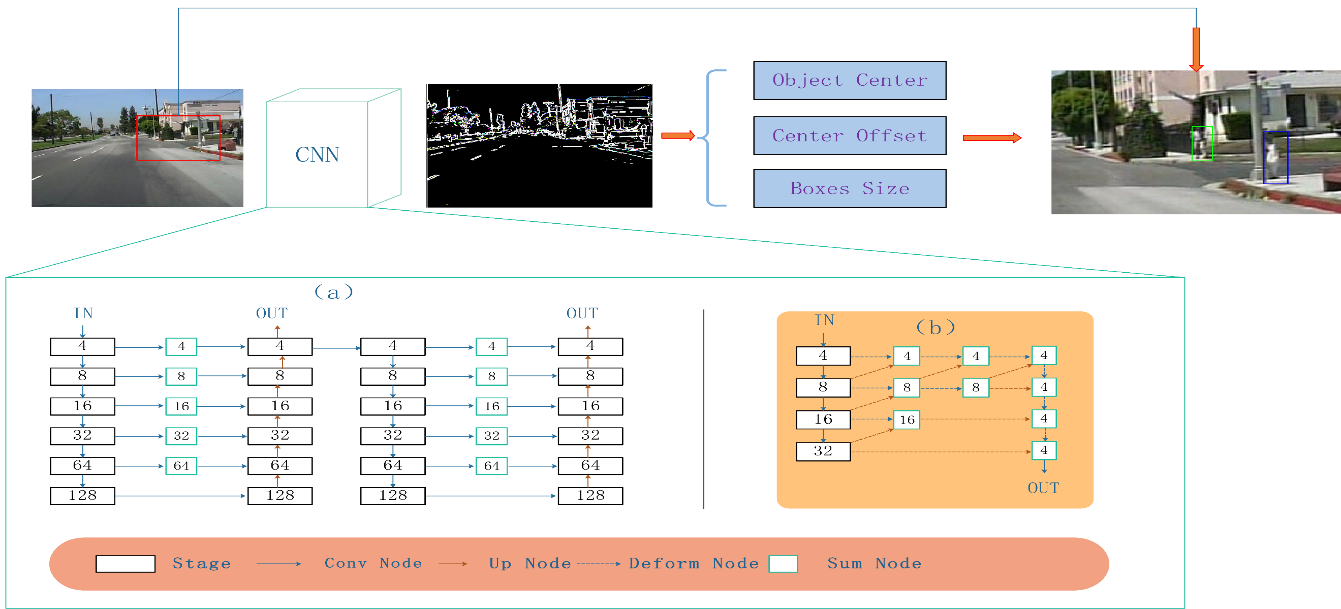 Object Center
CNN
Center Offset
Boxes Size
(a)
IN OUT OUT
4 4 4 4 4 4
8 8 8 8 8 8
16 16 16 16 16 16
32 32 32 32 32 32
64 64 64 64 64 64
128 128 128 128
IN (b)
4 4 4 4
8 8 8 4
16 16 4
32 4
OUT
Stage Conv Node Up Node Deform Node Sum Node